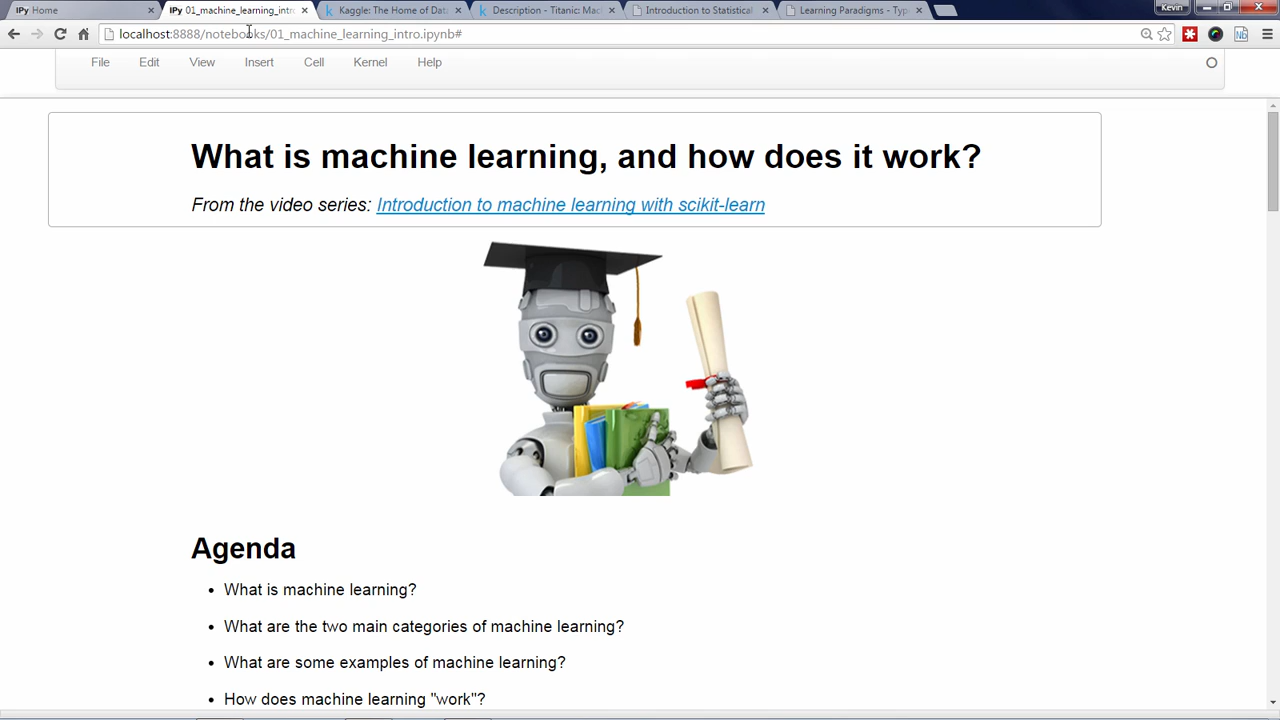 IPy Home
IPy 01_machine_learning_intro
Kaggle: The Home of Dat
Description - Titanic Mac
Introduction to Statistical
Learning Paradigms - Typ
Kevin
localhost:8888/notebooks/01_machine_learning_intro.ipynb#
File Edit View Insert Cell Kernel Help
What is machine learning, and how does it work?
From the video series: Introduction to machine learning with scikit-learn
Agenda
• What is machine learning?
• What are the two main categories of machine learning?
• What are some examples of machine learning?
• How does machine learning "work"?